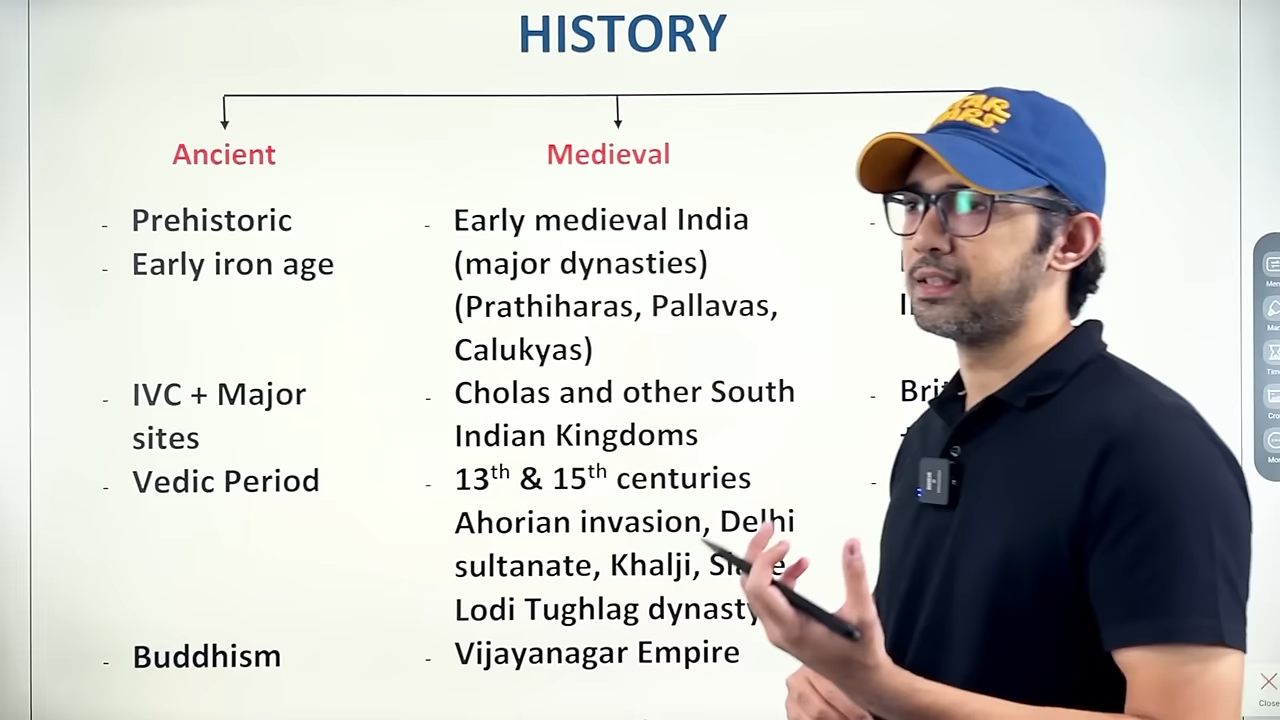 HISTORY
Ancient
Medieval
- Prehistoric
- Early iron age
- IVC + Major
sites
- Vedic Period
- Buddhism
- Early medieval India
(major dynasties)
(Prathiharas, Pallavas,
Calukyas)
- Cholas and other South
Indian Kingdoms
- 13th & 15th centuries
Ahorian invasion, Delhi
sultanate, Khalji,
Lodi Tughlag dynasty
- Vijayanagar Empire
-
-
-
STAR
WARS
Close